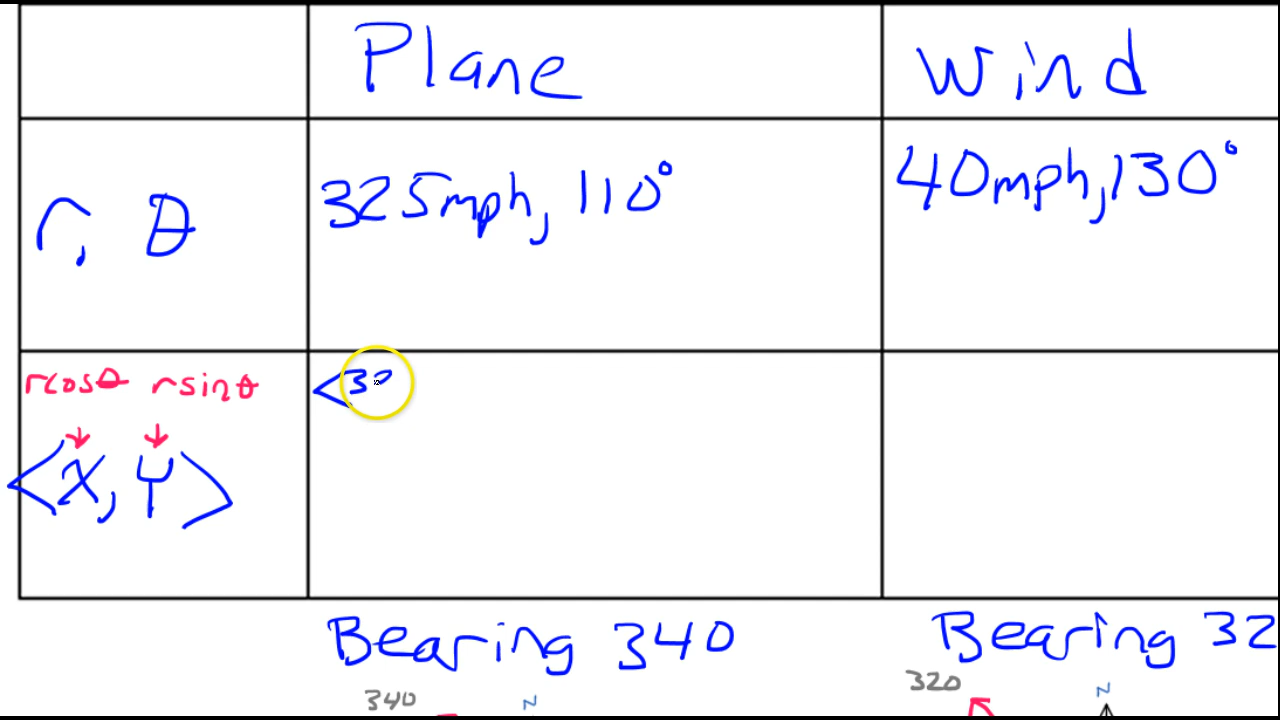 Plane Wind
r, θ 325mph, 110° 40mph, 130°
rcosθ rsinθ <32
<X, Y>
Bearing 340 Bearing 32
340 N 320 N